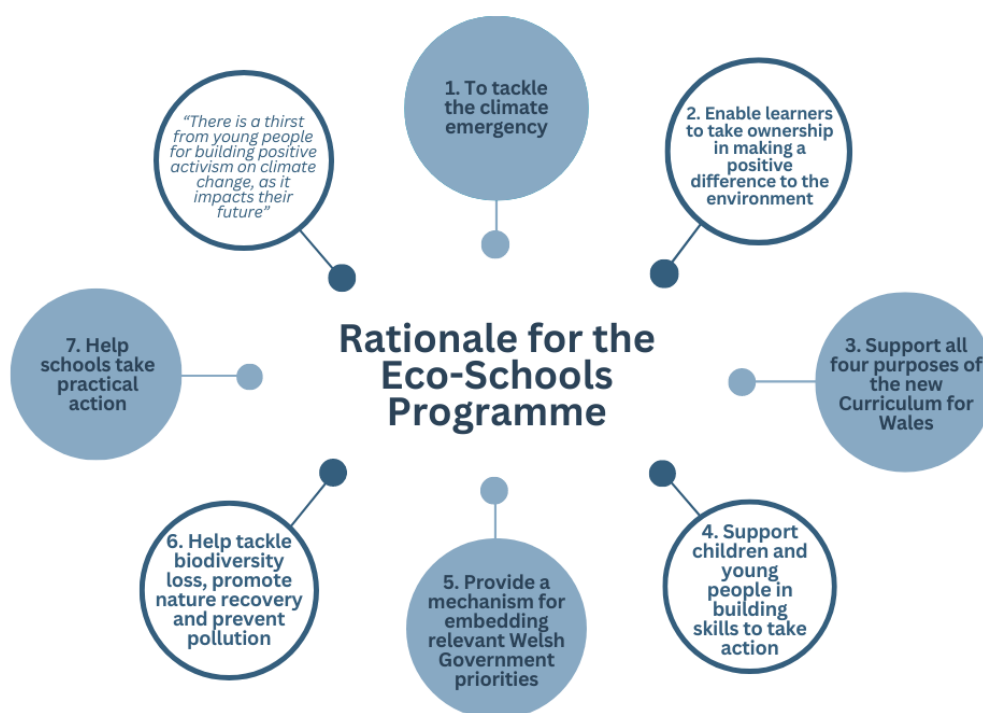 Rationale for the
Eco-Schools
Programme
1. To tackle
the climate
emergency
2. Enable learners
to take ownership
in making a
positive
difference to the
environment
3. Support all
four purposes of
the new
Curriculum for
Wales
4. Support
children and
young
people in
building
skills to take
action
5. Provide a
mechanism for
embedding
relevant Welsh
Government
priorities
6. Help tackle
biodiversity
loss, promote
nature recovery
and prevent
pollution
7. Help
schools take
practical
action
“There is a thirst
from young people
for building positive
activism on climate
change, as it
impacts their
future”